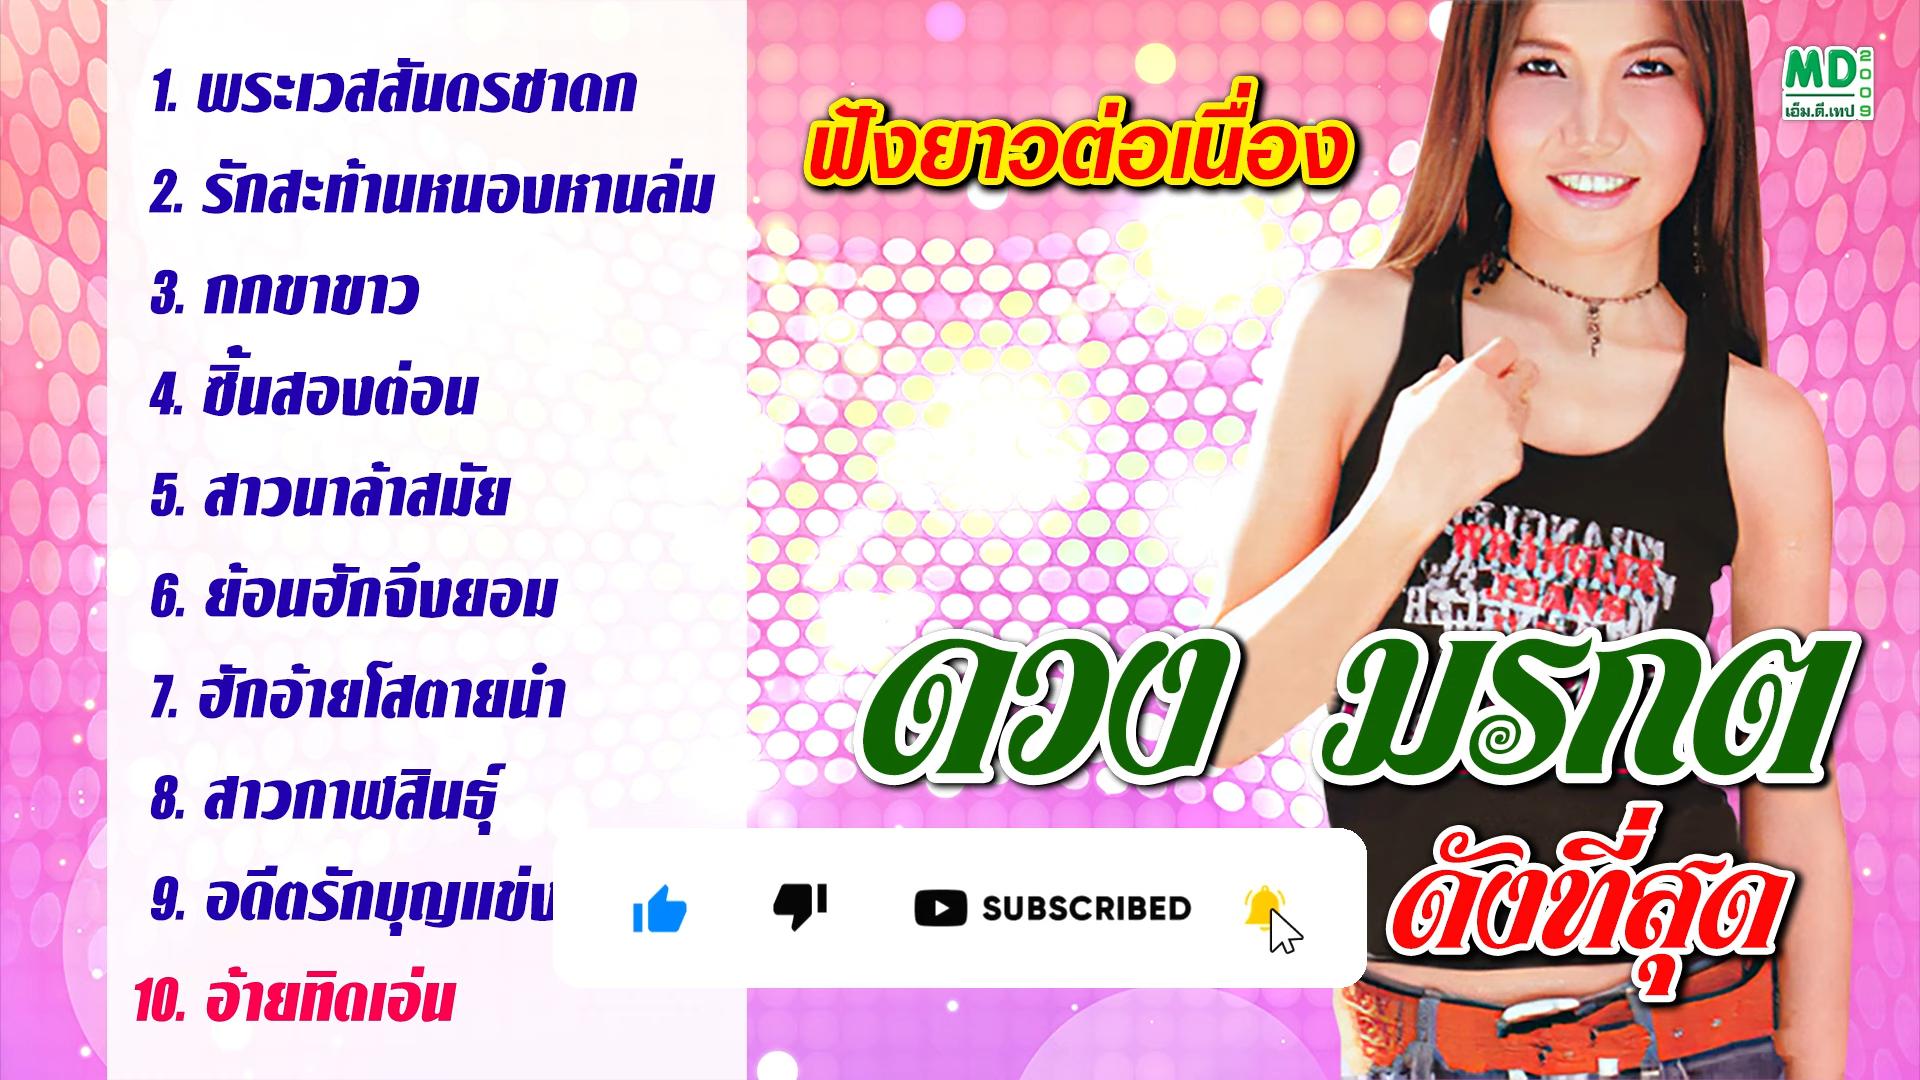 1. พระเวสสันดรชาดก
2. รักสะท้านหนองหานล่ม
3. กกขาขาว
4. ซิ้นสองต่อน
5. สาวนาล้าสมัย
6. ย้อนฮักจึงยอม
7. ฮักอ้ายโสตายนำ
8. สาวกาฬสินธุ์
9. อดีตรักบุญแข่ง
10. อ้ายทิดเอ่น
ฟังยาวต่อเนื่อง
MD 2009
เอ็ม.ดี.เทป
JEANS
ดวง มรกต
ดังที่สุด
SUBSCRIBED